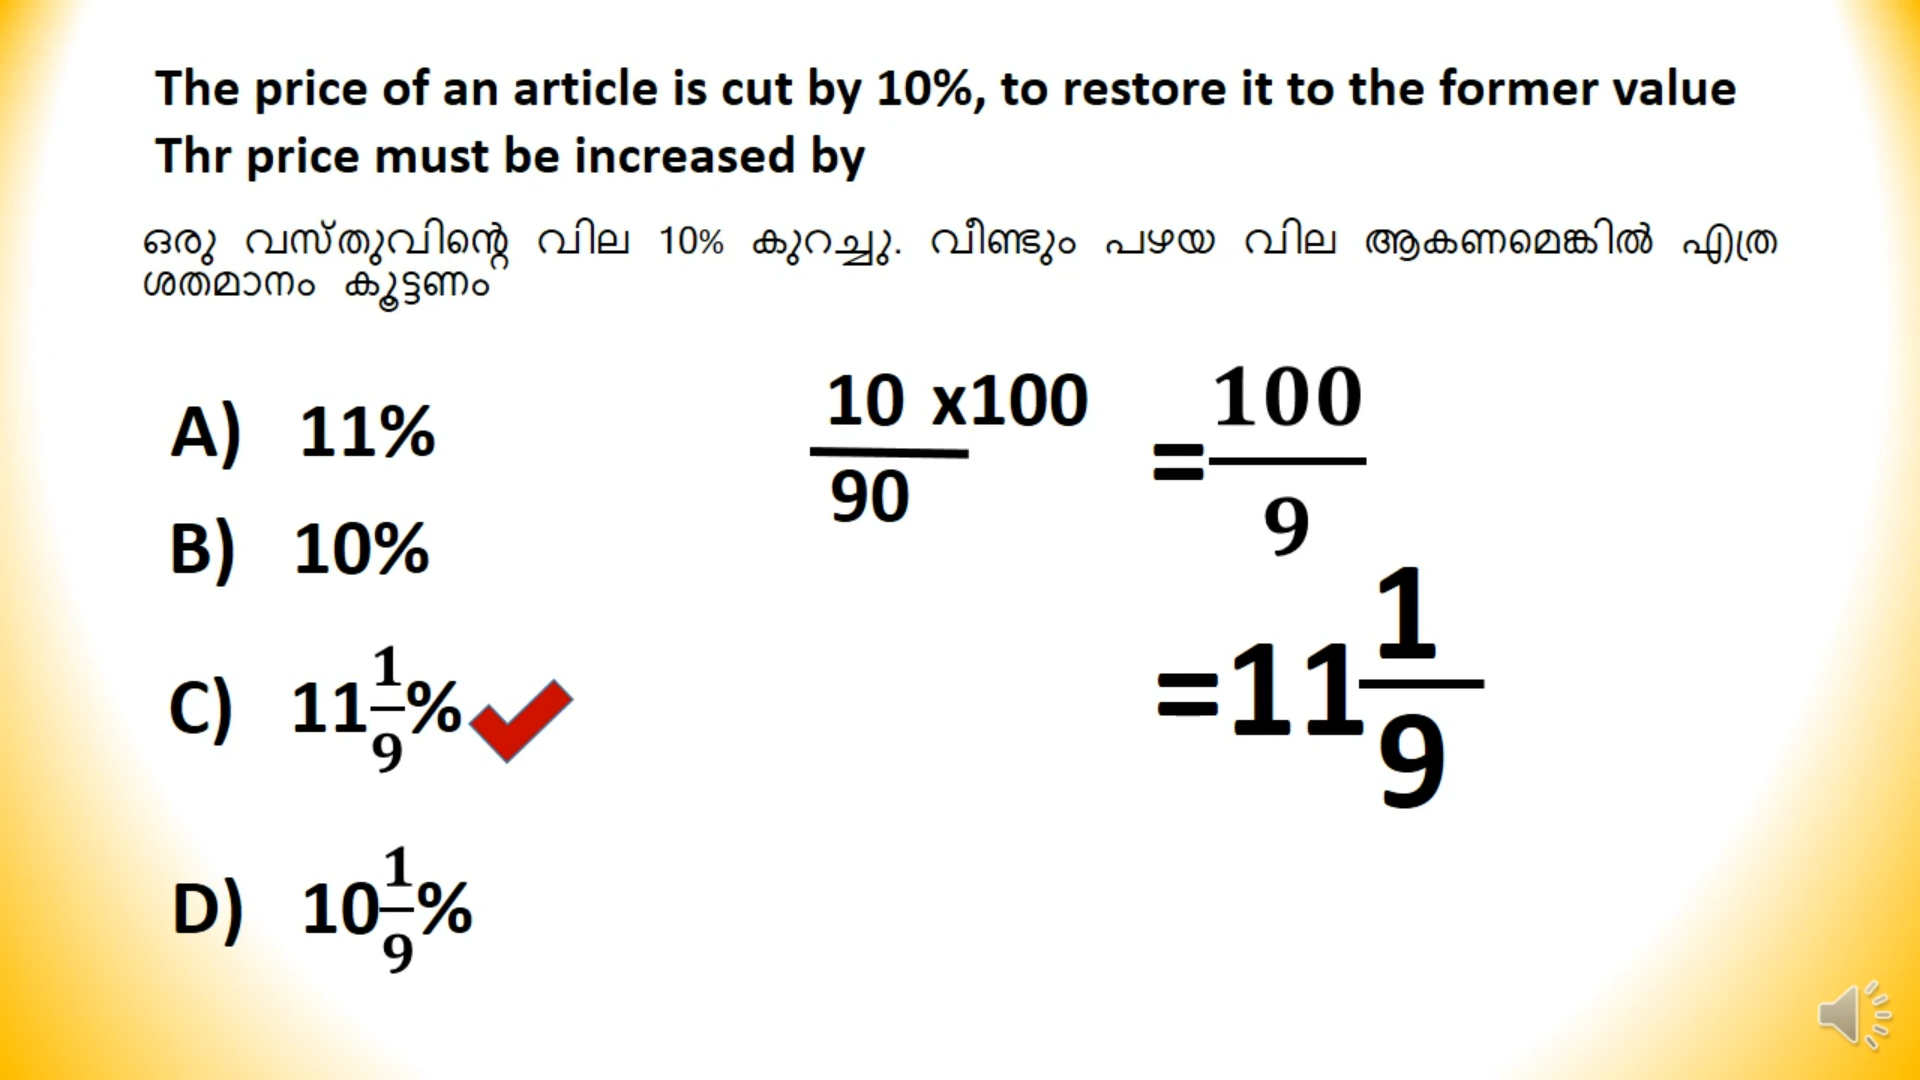 The price of an article is cut by 10%, to restore it to the former value
Thr price must be increased by
ഒരു വസ്തുവിന്റെ വില 10% കുറച്ചു. വീണ്ടും പഴയ വില ആകണമെങ്കിൽ എത്ര
ശതമാനം കൂട്ടണം
A) 11%
B) 10%
C) 11 1/9 %
D) 10 1/9 %
10 x100
90
= 100/9
=11 1/9